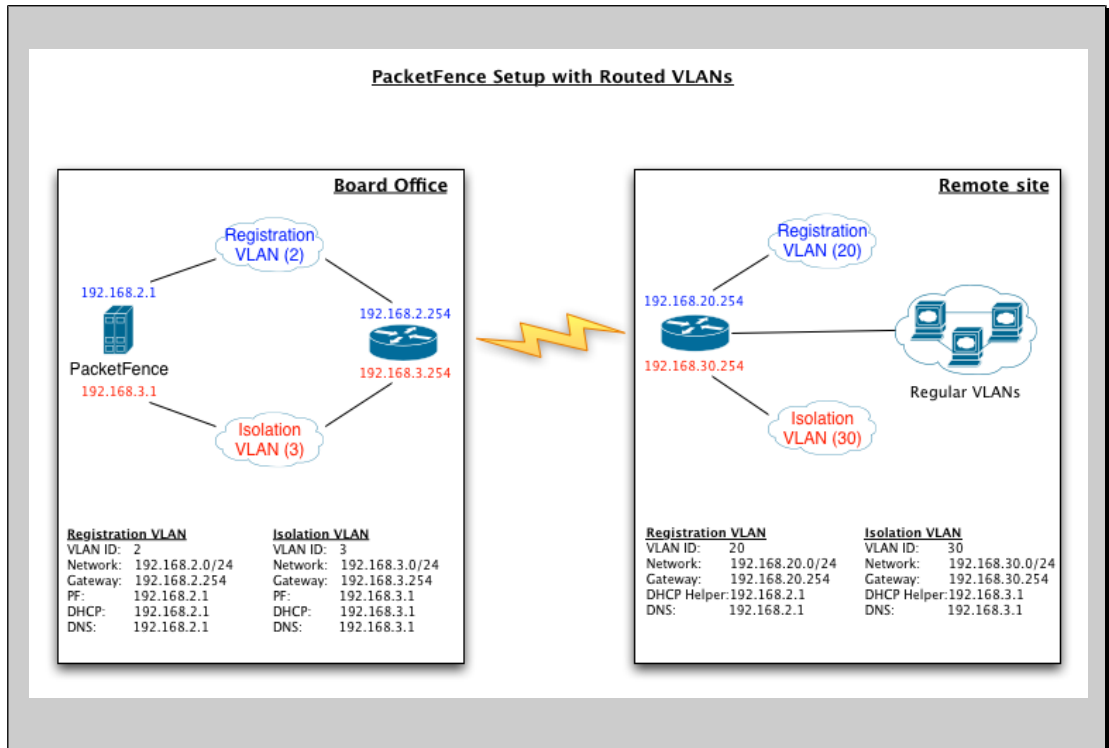 PacketFence Setup with Routed VLANs
Board Office
Registration
VLAN (2)
192.168.2.1
192.168.2.254
PacketFence
192.168.3.1
192.168.3.254
Isolation
VLAN (3)
Registration VLAN
VLAN ID: 2
Network: 192.168.2.0/24
Gateway: 192.168.2.254
PF: 192.168.2.1
DHCP: 192.168.2.1
DNS: 192.168.2.1
Isolation VLAN
VLAN ID: 3
Network: 192.168.3.0/24
Gateway: 192.168.3.254
PF: 192.168.3.1
DHCP: 192.168.3.1
DNS: 192.168.3.1
Remote site
Registration
VLAN (20)
192.168.20.254
192.168.30.254
Regular VLANs
Isolation
VLAN (30)
Registration VLAN
VLAN ID: 20
Network: 192.168.20.0/24
Gateway: 192.168.20.254
DHCP Helper:192.168.2.1
DNS: 192.168.2.1
Isolation VLAN
VLAN ID: 30
Network: 192.168.30.0/24
Gateway: 192.168.30.254
DHCP Helper:192.168.3.1
DNS: 192.168.3.1